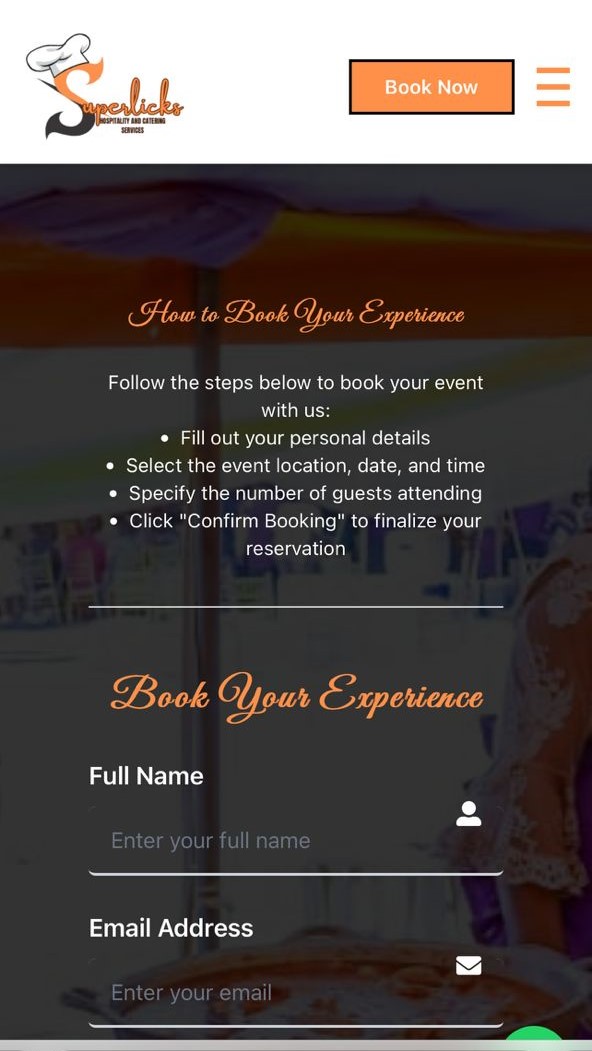 Superlicks
HOSPITALITY AND CATERING
SERVICES
Book Now
How to Book Your Experience
Follow the steps below to book your event
with us:
• Fill out your personal details
• Select the event location, date, and time
• Specify the number of guests attending
• Click "Confirm Booking" to finalize your
reservation
Book Your Experience
Full Name
Enter your full name
Email Address
Enter your email